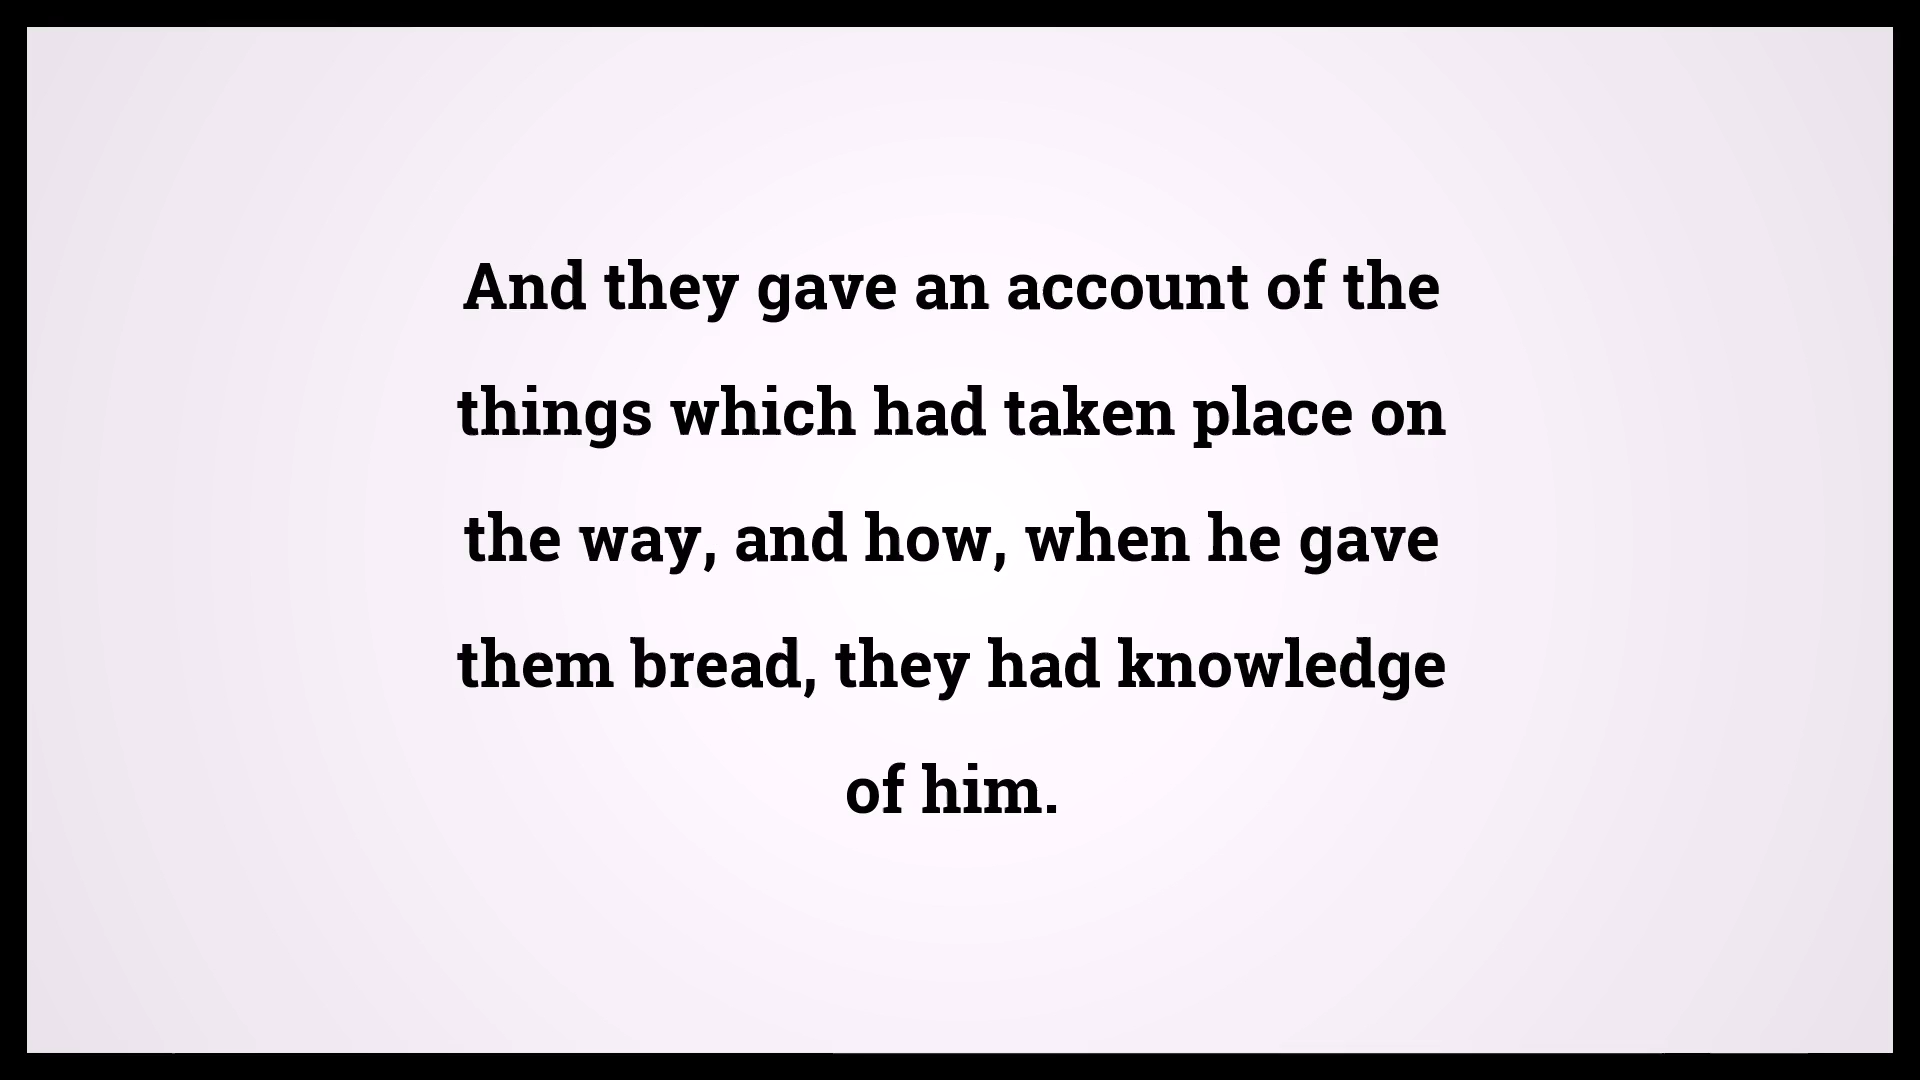 And they gave an account of the
things which had taken place on
the way, and how, when he gave
them bread, they had knowledge
of him.